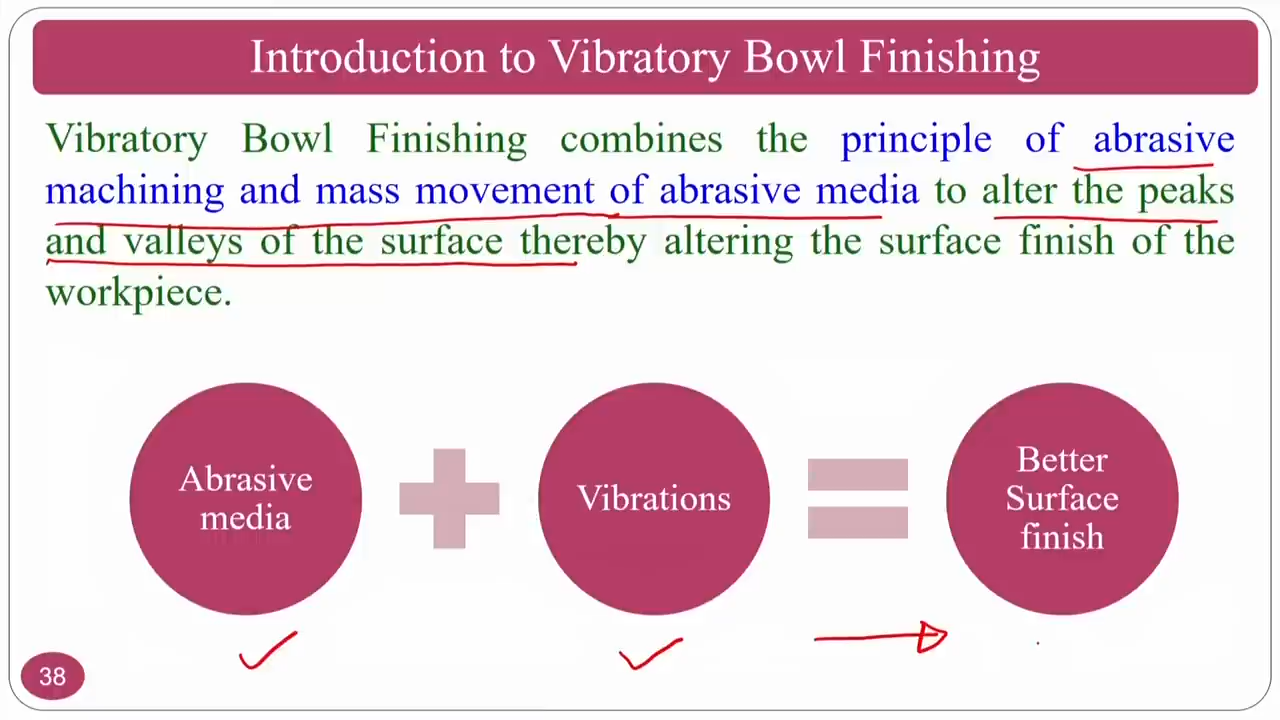 Introduction to Vibratory Bowl Finishing
Vibratory Bowl Finishing combines the principle of abrasive
machining and mass movement of abrasive media to alter the peaks
and valleys of the surface thereby altering the surface finish of the
workpiece.
Abrasive
media
Vibrations
Better
Surface
finish
38